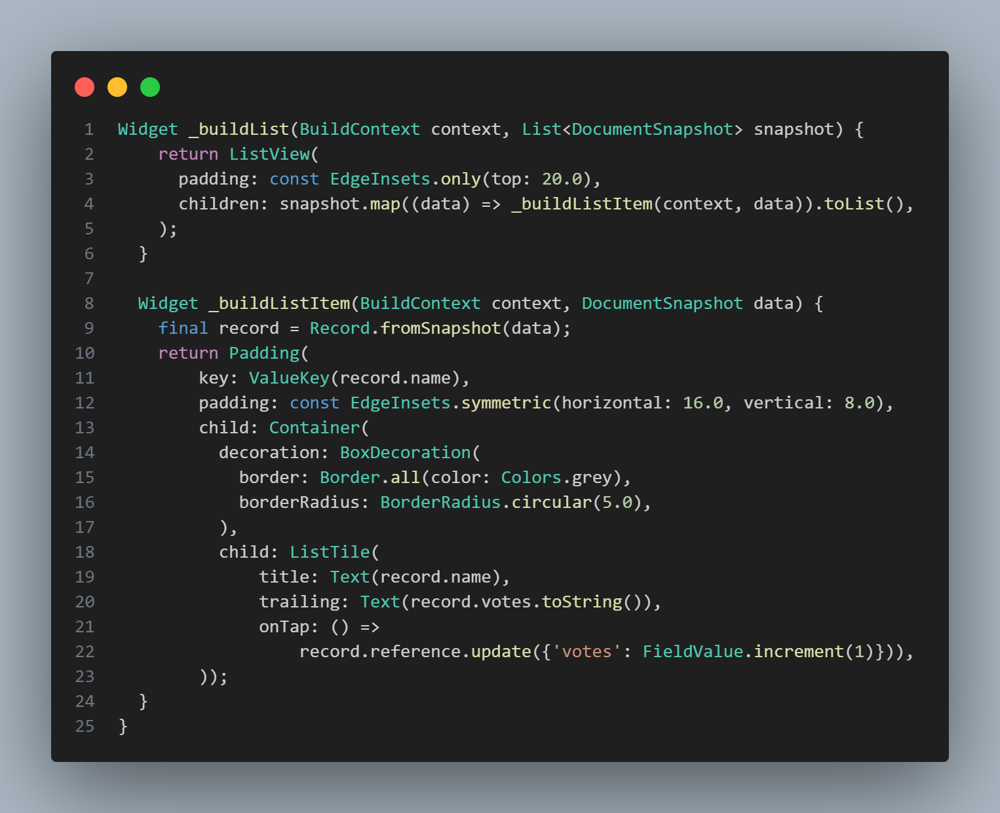 1 Widget _buildList(BuildContext context, List<DocumentSnapshot> snapshot) {
2     return ListView(
3       padding: const EdgeInsets.only(top: 20.0),
4       children: snapshot.map((data) => _buildListItem(context, data)).toList(),
5     );
6   }
7
8   Widget _buildListItem(BuildContext context, DocumentSnapshot data) {
9     final record = Record.fromSnapshot(data);
10     return Padding(
11         key: ValueKey(record.name),
12         padding: const EdgeInsets.symmetric(horizontal: 16.0, vertical: 8.0),
13         child: Container(
14           decoration: BoxDecoration(
15             border: Border.all(color: Colors.grey),
16             borderRadius: BorderRadius.circular(5.0),
17           ),
18           child: ListTile(
19               title: Text(record.name),
20               trailing: Text(record.votes.toString()),
21               onTap: () =>
22                   record.reference.update({'votes': FieldValue.increment(1)})),
23         ));
24   }
25 }